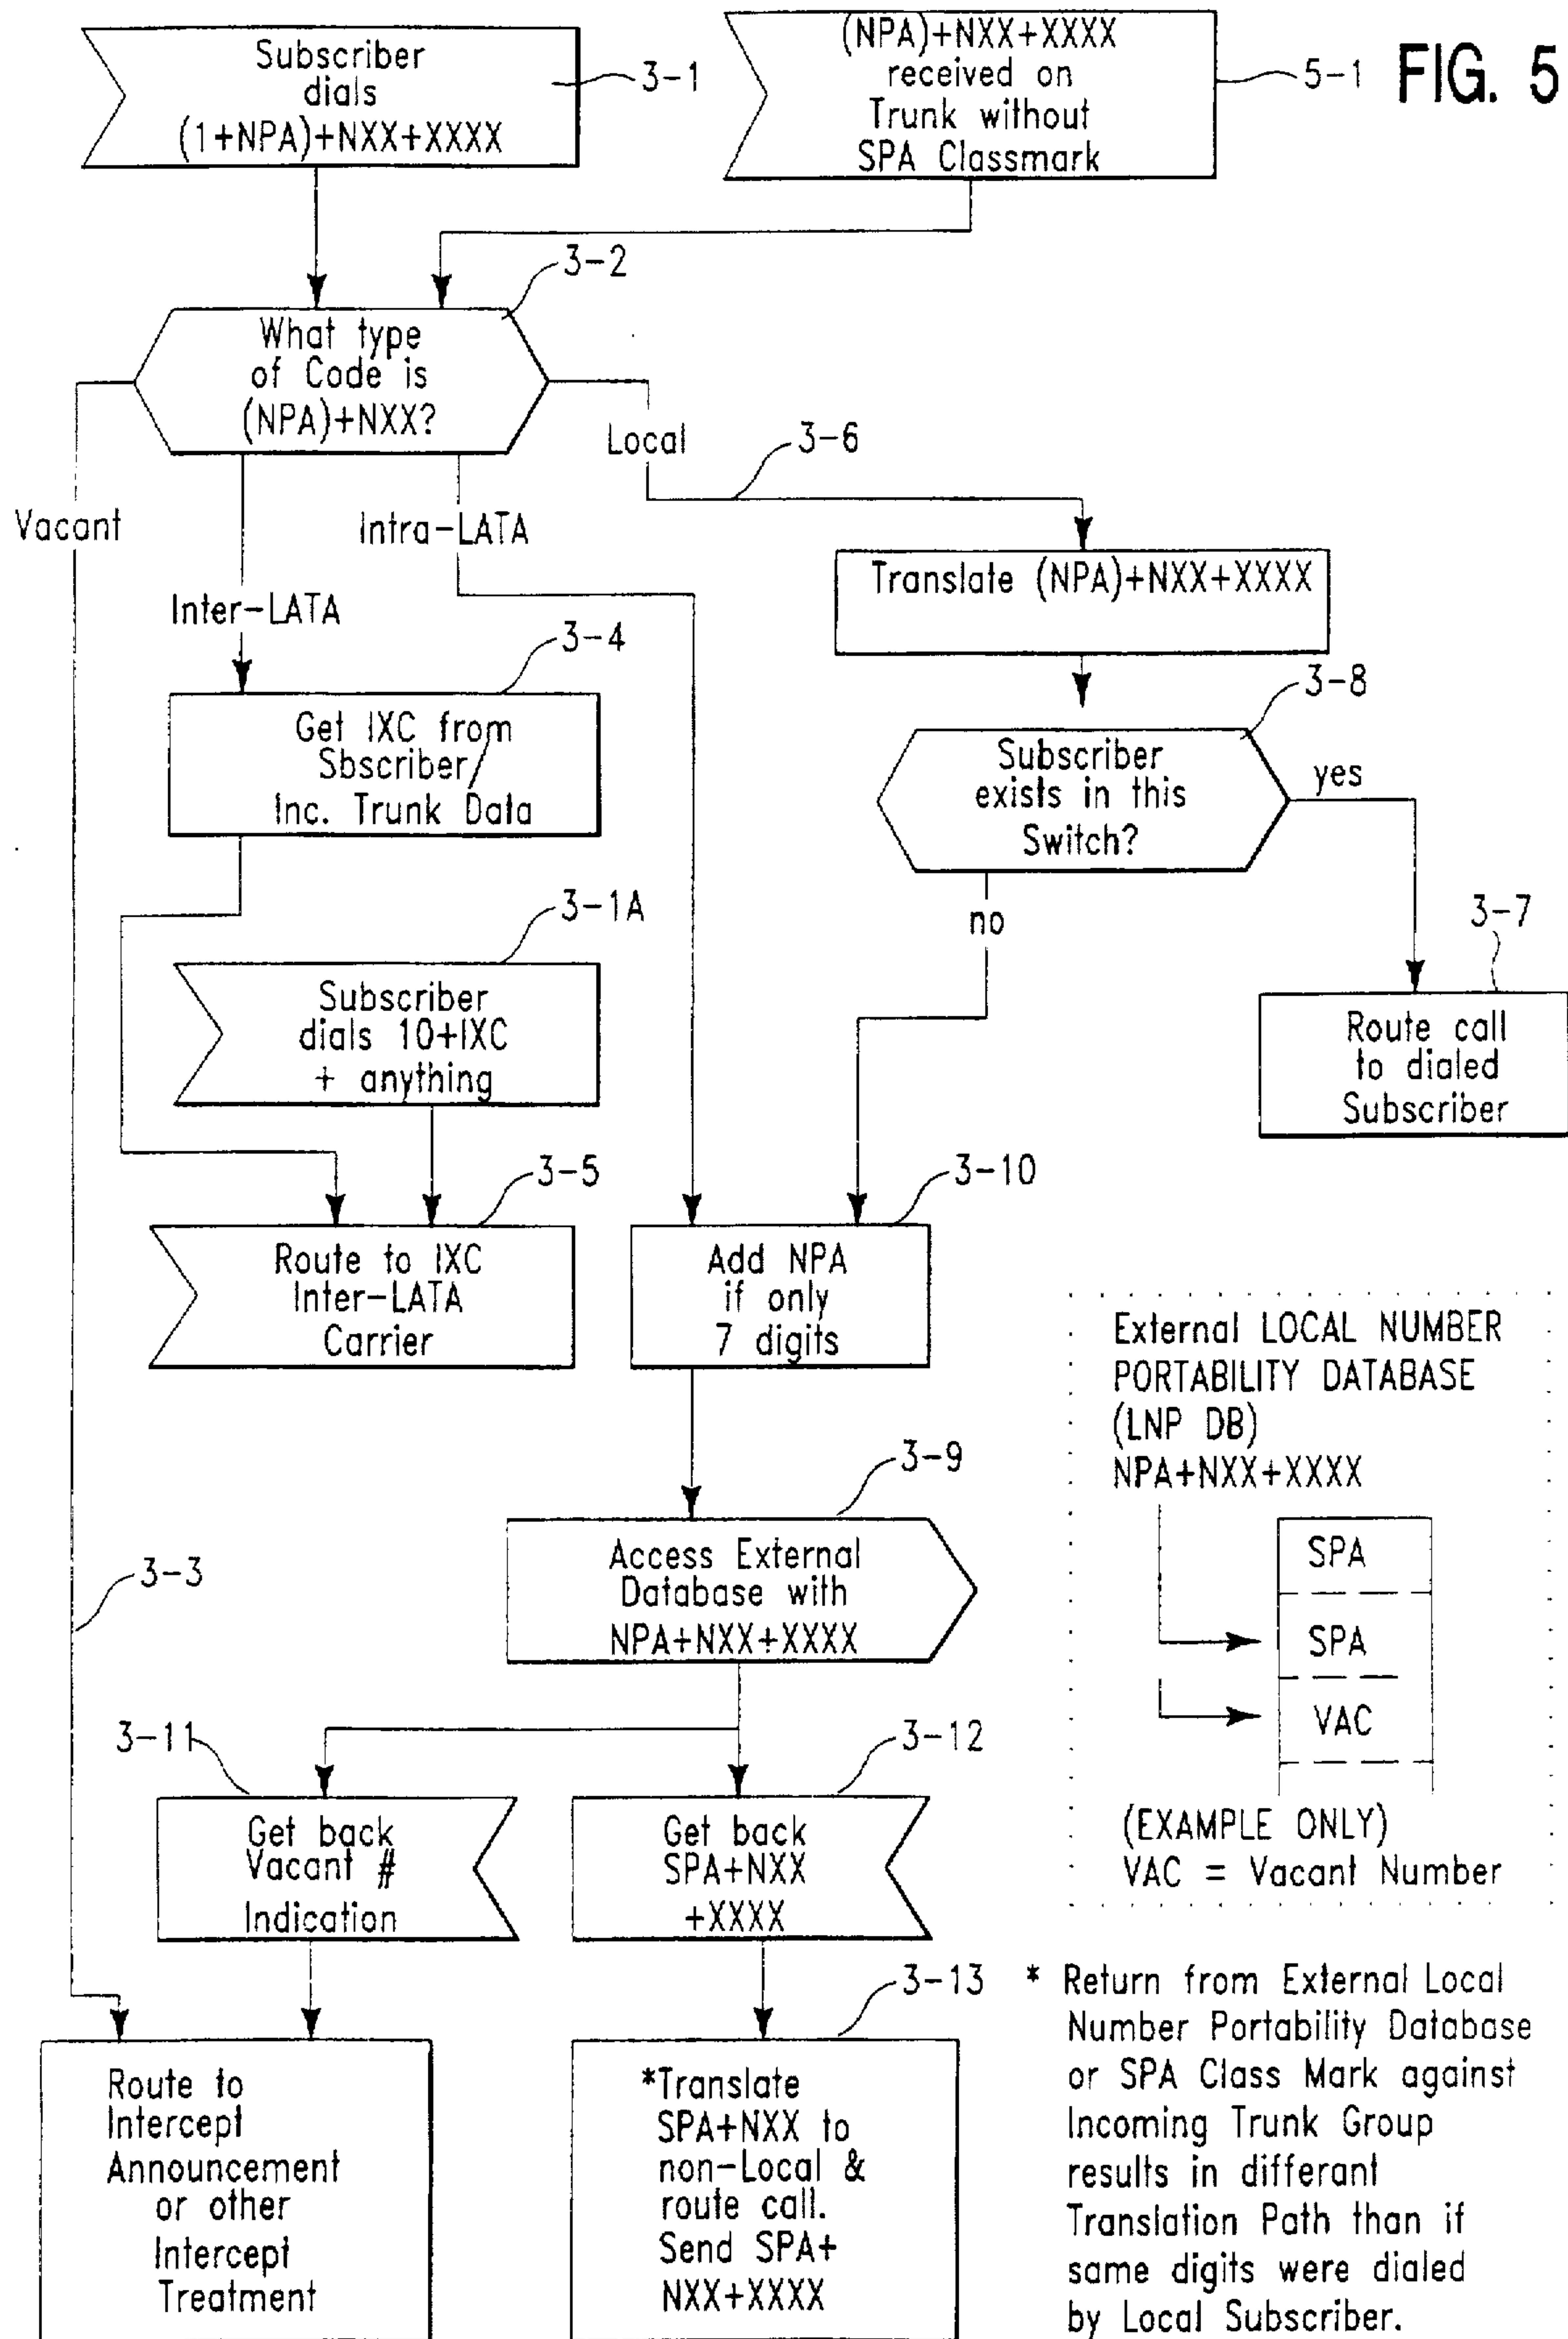 Subscriber
dials
(1+NPA)+NXX+XXXX
3-1
(NPA)+NXX+XXXX
received on
Trunk without
SPA Classmark
5-1
FIG. 5
3-2
What type
of Code is
(NPA)+NXX?
Local
3-6
Vacant
Intra-LATA
Inter-LATA
Translate (NPA)+NXX+XXXX
3-4
Get IXC from
Sbscriber/
Inc. Trunk Data
3-8
Subscriber
exists in this
Switch?
yes
no
3-1A
Subscriber
dials 10+IXC
+ anything
3-7
Route call
to dialed
Subscriber
3-5
Route to IXC
Inter-LATA
Carrier
3-10
Add NPA
if only
7 digits
External LOCAL NUMBER
PORTABILITY DATABASE
(LNP DB)
NPA+NXX+XXXX
SPA
SPA
VAC
(EXAMPLE ONLY)
VAC = Vacant Number
3-9
Access External
Database with
NPA+NXX+XXXX
3-3
3-11
Get back
Vacant #
Indication
3-12
Get back
SPA+NXX
+XXXX
3-13
Route to
Intercept
Announcement
or other
Intercept
Treatment
*Translate
SPA+NXX to
non-Local &
route call.
Send SPA+
NXX+XXXX
* Return from External Local
Number Portability Database
or SPA Class Mark against
Incoming Trunk Group
results in differant
Translation Path than if
same digits were dialed
by Local Subscriber.